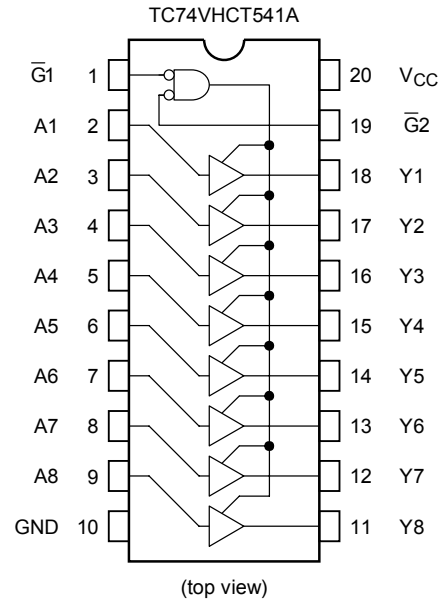 TC74VHCT541A
G̅1 1 20 VCC
A1 2 19 G̅2
A2 3 18 Y1
A3 4 17 Y2
A4 5 16 Y3
A5 6 15 Y4
A6 7 14 Y5
A7 8 13 Y6
A8 9 12 Y7
GND 10 11 Y8
(top view)